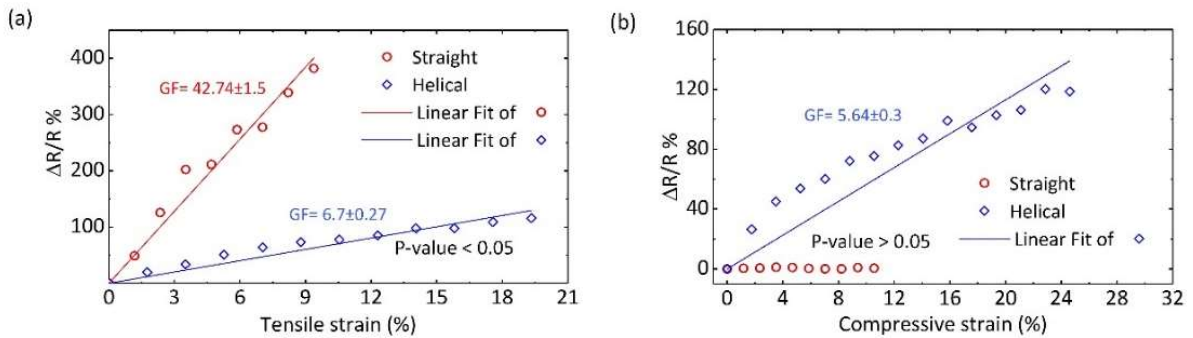 (a)
400
300
200
100
0
3
6
9
12
15
18
21
ΔR/R %
Tensile strain (%)
GF= 42.74±1.5
Straight
Helical
Linear Fit of
Linear Fit of
GF= 6.7±0.27
P-value < 0.05
(b)
160
120
80
40
0
0
4
8
12
16
20
24
28
32
ΔR/R %
Compressive strain (%)
GF= 5.64±0.3
Straight
Helical
P-value > 0.05
Linear Fit of